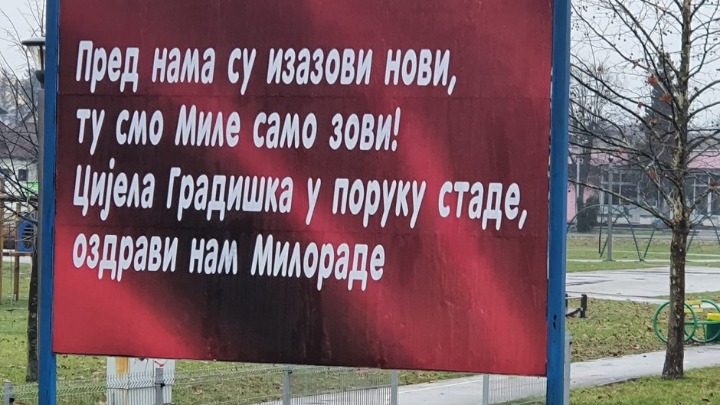 Пред нама су изазови нови,
ту смо Миле само зови!
Цијела Градишка у поруку стаде,
оздрави нам Милораде